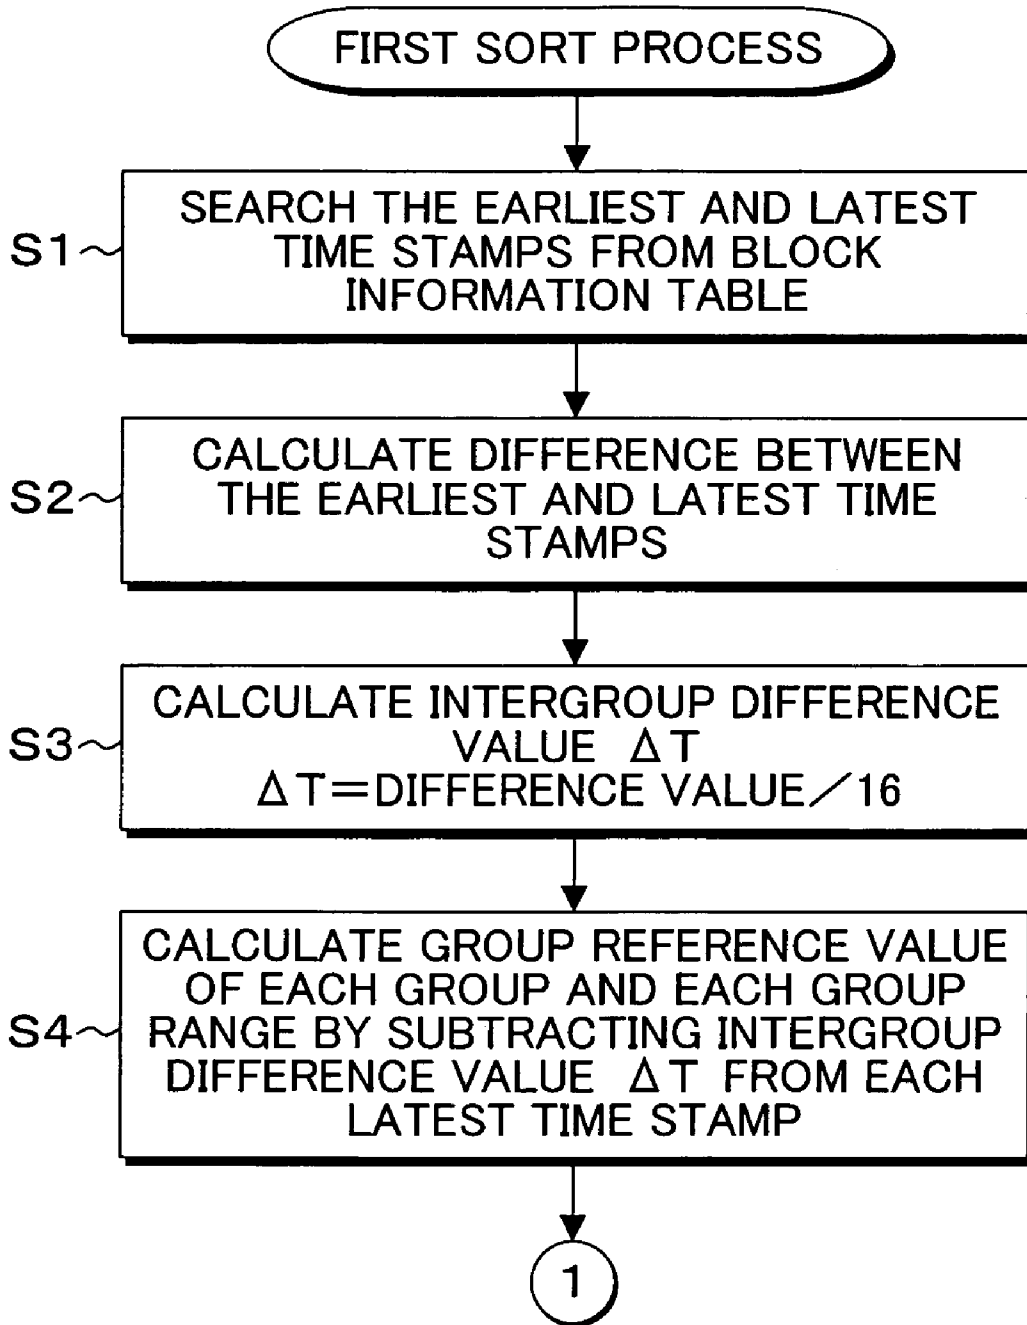 FIRST SORT PROCESS
S1
SEARCH THE EARLIEST AND LATEST
TIME STAMPS FROM BLOCK
INFORMATION TABLE
S2
CALCULATE DIFFERENCE BETWEEN
THE EARLIEST AND LATEST TIME
STAMPS
S3
CALCULATE INTERGROUP DIFFERENCE
VALUE ΔT
ΔT=DIFFERENCE VALUE/16
S4
CALCULATE GROUP REFERENCE VALUE
OF EACH GROUP AND EACH GROUP
RANGE BY SUBTRACTING INTERGROUP
DIFFERENCE VALUE ΔT FROM EACH
LATEST TIME STAMP
1